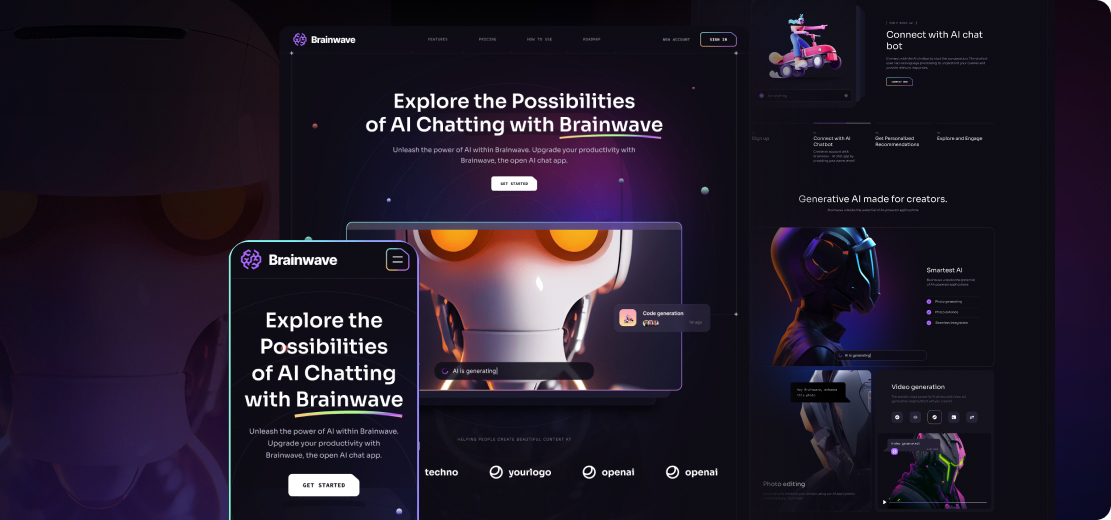 Brainwave
FEATURES
PRICING
HOW TO USE
ROADMAP
NEW ACCOUNT
SIGN IN
Explore the Possibilities
of AI Chatting with Brainwave
Unleash the power of AI within Brainwave. Upgrade your productivity with
Brainwave, the open AI chat app.
GET STARTED
Code generation
AI is generating
HELPING PEOPLE CREATE BEAUTIFUL CONTENT AT
techno
yourlogo
openai
openai
Brainwave
Explore the
Possibilities
of AI Chatting
with Brainwave
Unleash the power of AI within Brainwave.
Upgrade your productivity with
Brainwave, the open AI chat app.
GET STARTED
Connect with AI chat
bot
Sign up
Connect with AI
Chatbot
Get Personalized
Recommendations
Explore and Engage
Generative AI made for creators.
Smartest AI
Photo generating
Photo enhance
Seamless Integration
AI is generating
Video generation
Video generated
Photo editing